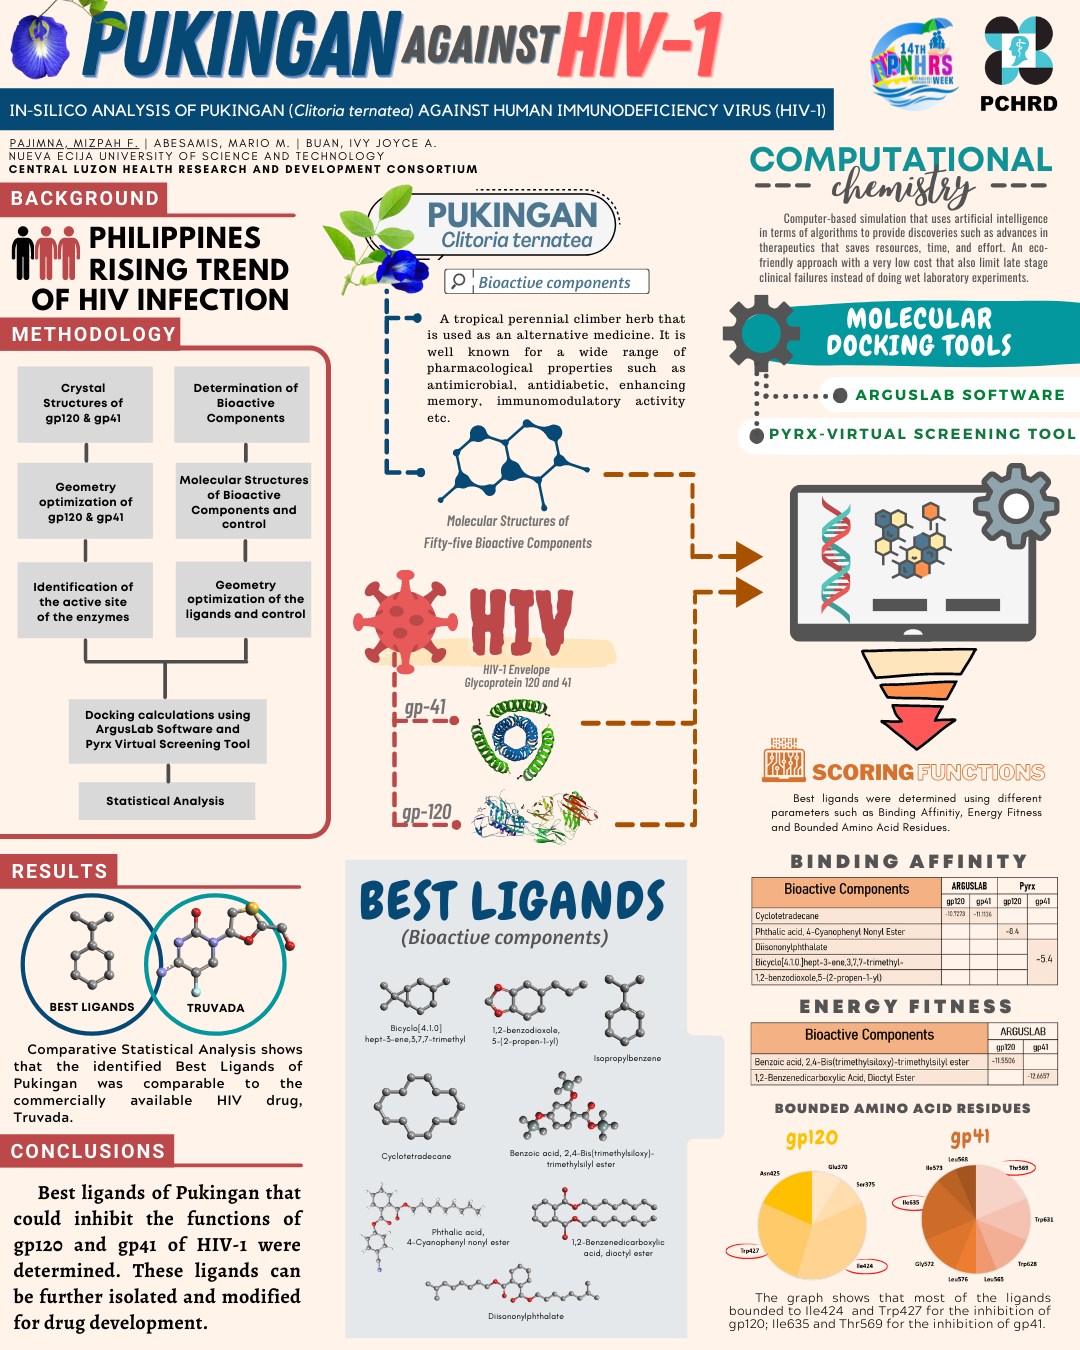 PUKINGAN AGAINST HIV-1
14TH
PNHRS
WEEK
PCHRD
IN-SILICO ANALYSIS OF PUKINGAN (Clitoria ternatea) AGAINST HUMAN IMMUNODEFICIENCY VIRUS (HIV-1)
PAJIMNA, MIZPAH F. | ABESAMIS, MARIO M. | BUAN, IVY JOYCE A.
NUEVA ECIJA UNIVERSITY OF SCIENCE AND TECHNOLOGY
CENTRAL LUZON HEALTH RESEARCH AND DEVELOPMENT CONSORTIUM
BACKGROUND
PHILIPPINES
RISING TREND
OF HIV INFECTION
METHODOLOGY
Crystal
Structures of
gp120 & gp41
Determination of
Bioactive
Components
Geometry
optimization of
gp120 & gp41
Molecular Structures
of Bioactive
Components and
control
Identification of
the active site
of the enzymes
Geometry
optimization of the
ligands and control
Docking calculations using
ArgusLab Software and
Pyrx Virtual Screening Tool
Statistical Analysis
RESULTS
BEST LIGANDS
TRUVADA
Comparative Statistical Analysis shows
that the identified Best Ligands of
Pukingan was comparable to the
commercially available HIV drug,
Truvada.
CONCLUSIONS
Best ligands of Pukingan that
could inhibit the functions of
gp120 and gp41 of HIV-1 were
determined. These ligands can
be further isolated and modified
for drug development.
PUKINGAN
Clitoria ternatea
Bioactive components
A tropical perennial climber herb that
is used as an alternative medicine. It is
well known for a wide range of
pharmacological properties such as
antimicrobial, antidiabetic, enhancing
memory, immunomodulatory activity
etc.
Molecular Structures of
Fifty-five Bioactive Components
HIV
HIV-1 Envelope
Glycoprotein 120 and 41
gp-41
gp-120
BEST LIGANDS
(Bioactive components)
Bicyclo[4.1.0]
hept-3-ene,3,7,7-trimethyl
1,2-benzodioxole,
5-(2-propen-1-yl)
Isopropylbenzene
Cyclotetradecane
Benzoic acid, 2,4-Bis(trimethylsiloxy)-
trimethylsilyl ester
Phthalic acid,
4-Cyanophenyl nonyl ester
1,2-Benzenedicarboxylic
acid, dioctyl ester
Diisononylphthalate
COMPUTATIONAL
chemistry
Computer-based simulation that uses artificial intelligence
in terms of algorithms to provide discoveries such as advances in
therapeutics that saves resources, time, and effort. An eco-
friendly approach with a very low cost that also limit late stage
clinical failures instead of doing wet laboratory experiments.
MOLECULAR
DOCKING TOOLS
ARGUSLAB SOFTWARE
PYRX-VIRTUAL SCREENING TOOL
SCORING FUNCTIONS
Best ligands were determined using different
parameters such as Binding Affinitiy, Energy Fitness
and Bounded Amino Acid Residues.
BINDING AFFINITY
Bioactive Components ARGUSLAB Pyrx
gp120 gp41 gp120 gp41
Cyclotetradecane -10.7273 -11.1136
Phthalic acid, 4-Cyanophenyl Nonyl Ester -8.4
Diisononylphthalate
Bicyclo[4.1.0.]hept-3-ene,3,7,7-trimethyl- -5.4
1,2-benzodioxole,5-(2-propen-1-yl)
ENERGY FITNESS
Bioactive Components ARGUSLAB
gp120 gp41
Benzoic acid, 2,4-Bis(trimethylsiloxy)-trimethylsilyl ester -11.5506
1,2-Benzenedicarboxylic Acid, Dioctyl Ester -12.6657
BOUNDED AMINO ACID RESIDUES
gp120
gp41
Asn425
Glu370
Ser375
Trp427
Ile424
Leu568
Ile573
Thr569
Ile635
Trp631
Gly572
Trp628
Leu576
Leu565
The graph shows that most of the ligands
bounded to Ile424 and Trp427 for the inhibition of
gp120; Ile635 and Thr569 for the inhibition of gp41.